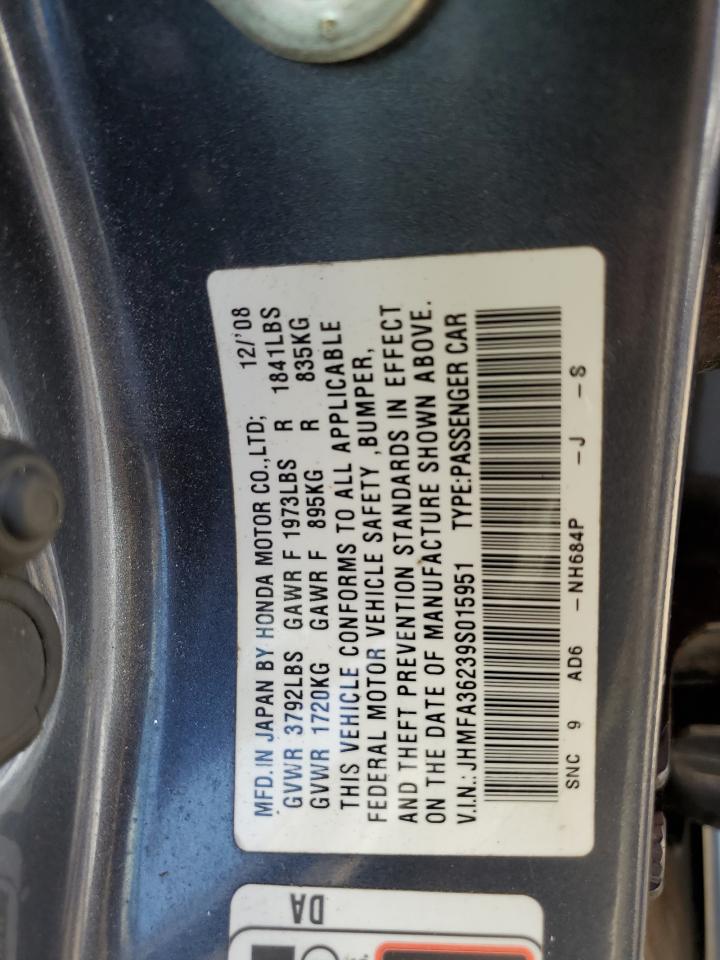 MFD.IN JAPAN BY HONDA MOTOR CO.,LTD; 12/'08
GVWR 3792LBS GAWR F 1973LBS R 1841LBS
GVWR 1720KG GAWR F 895KG R 835KG
THIS VEHICLE CONFORMS TO ALL APPLICABLE
FEDERAL MOTOR VEHICLE SAFETY ,BUMPER,
AND THEFT PREVENTION STANDARDS IN EFFECT
ON THE DATE OF MANUFACTURE SHOWN ABOVE.
V.I.N.: JHMFA36239S015951 TYPE:PASSENGER CAR
SNC 9 AD6 -NH684P -J -S
DA